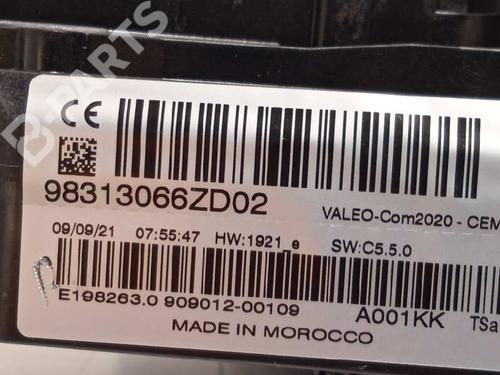 B-PARTS
CE
98313066ZD02
VALEO-Com2020 - CEM
09/09/21 07:55:47 HW:1921_e SW:C5.5.0
E198263.0 909012-00109 A001KK TSa
MADE IN MOROCCO